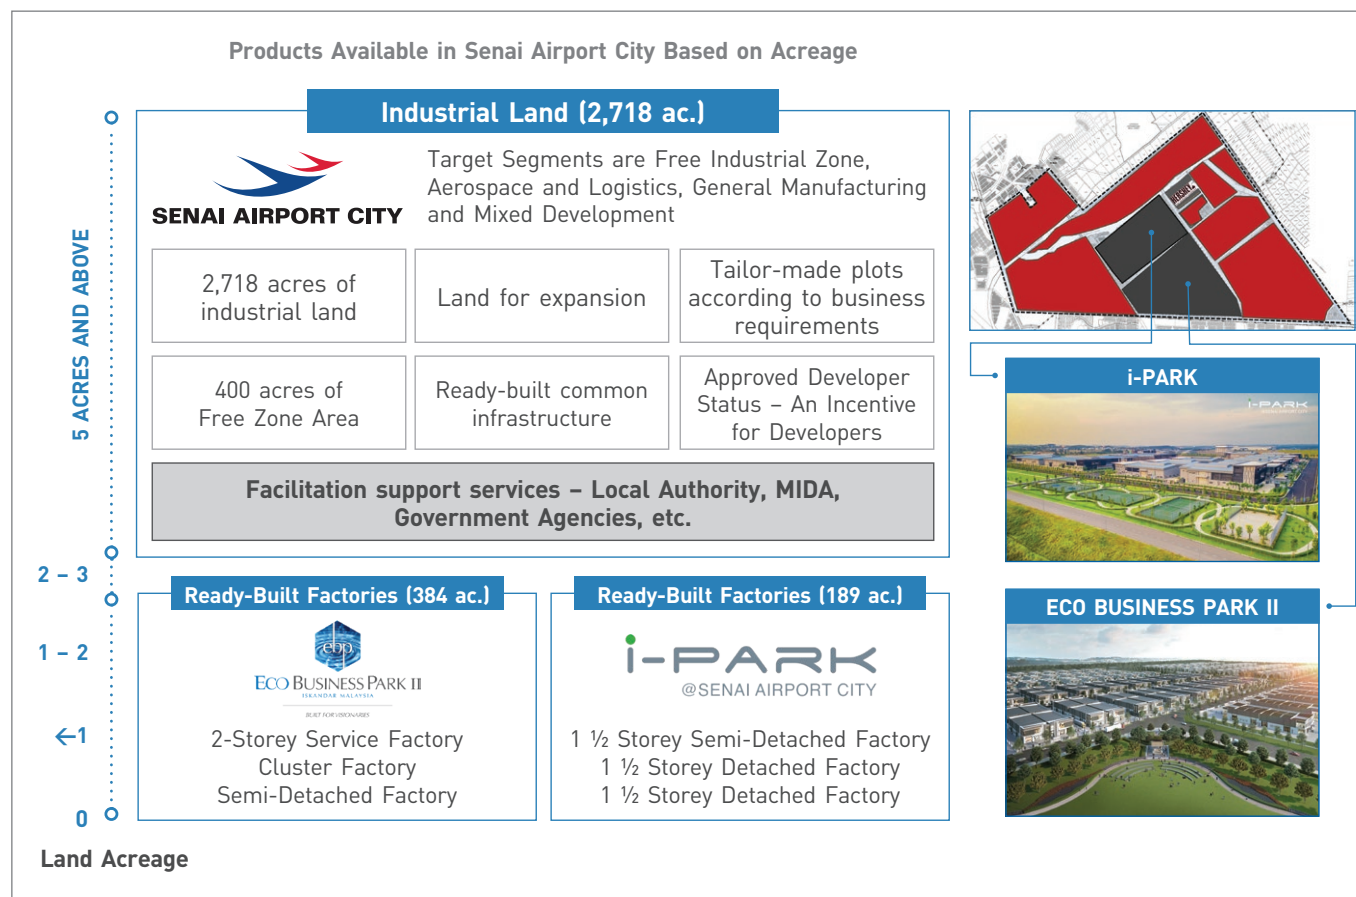 Products Available in Senai Airport City Based on Acreage
Industrial Land (2,718 ac.)
SENAI AIRPORT CITY
Target Segments are Free Industrial Zone,
Aerospace and Logistics, General Manufacturing
and Mixed Development
2,718 acres of
industrial land
Land for expansion
Tailor-made plots
according to business
requirements
400 acres of
Free Zone Area
Ready-built common
infrastructure
Approved Developer
Status – An Incentive
for Developers
Facilitation support services – Local Authority, MIDA,
Government Agencies, etc.
5 ACRES AND ABOVE
2 – 3
1 – 2
←1
0
Land Acreage
Ready-Built Factories (384 ac.)
ebp
ECO BUSINESS PARK II
ISKANDAR MALAYSIA
BUILT FOR VISIONARIES
2-Storey Service Factory
Cluster Factory
Semi-Detached Factory
Ready-Built Factories (189 ac.)
i-PARK
@SENAI AIRPORT CITY
1 ½ Storey Semi-Detached Factory
1 ½ Storey Detached Factory
1 ½ Storey Detached Factory
i-PARK
i-PARK
ECO BUSINESS PARK II